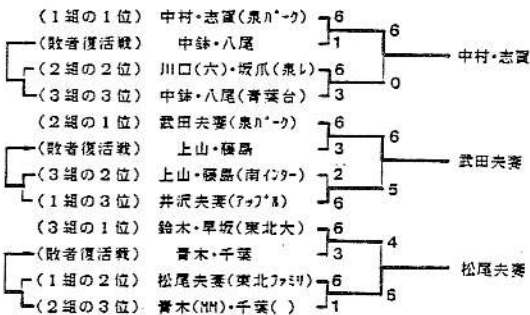 (1組の1位) 中村・志賀(泉パーク) 6
6
(敗者復活戦) 中鉢・八尾 1
中村・志賀
(2組の2位) 川口(六)・坂爪(泉レ) 6
0
(3組の3位) 中鉢・八尾(青葉台) 3
(2組の1位) 武田夫妻(泉パーク) 6
6
(敗者復活戦) 上山・寝島 3
武田夫妻
(3組の2位) 上山・寝島(南インター) 2
5
(1組の3位) 井沢夫妻(アップル) 6
(3組の1位) 鈴木・早坂(東北大) 6
4
(敗者復活戦) 青木・千葉 3
松尾夫妻
(1組の2位) 松尾夫妻(東北ファミリ) 6
6
(2組の3位) 青木(MM)・千葉( ) 1